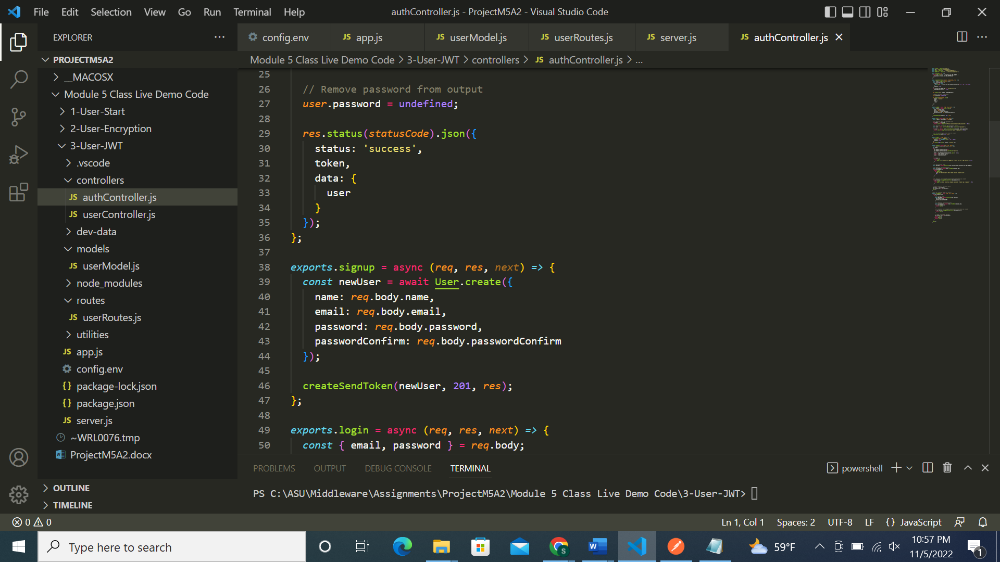 File Edit Selection View Go Run Terminal Help
authController.js - ProjectM5A2 - Visual Studio Code
EXPLORER
PROJECTM5A2
__MACOSX
Module 5 Class Live Demo Code
1-User-Start
2-User-Encryption
3-User-JWT
.vscode
controllers
JS authController.js
JS userController.js
dev-data
models
JS userModel.js
node_modules
routes
JS userRoutes.js
utilities
JS app.js
config.env
{} package-lock.json
{} package.json
JS server.js
~WRL0076.tmp
ProjectM5A2.docx
OUTLINE
TIMELINE
config.env
JS app.js
JS userModel.js
JS userRoutes.js
JS server.js
JS authController.js
Module 5 Class Live Demo Code > 3-User-JWT > controllers > JS authController.js > ...
25
26 // Remove password from output
27 user.password = undefined;
28
29 res.status(statusCode).json({
30 status: 'success',
31 token,
32 data: {
33 user
34 }
35 });
36 };
37
38 exports.signup = async (req, res, next) => {
39 const newUser = await User.create({
40 name: req.body.name,
41 email: req.body.email,
42 password: req.body.password,
43 passwordConfirm: req.body.passwordConfirm
44 });
45
46 createSendToken(newUser, 201, res);
47 };
48
49 exports.login = async (req, res, next) => {
50 const { email, password } = req.body;
PROBLEMS OUTPUT DEBUG CONSOLE TERMINAL
powershell
PS C:\ASU\Middleware\Assignments\ProjectM5A2\Module 5 Class Live Demo Code\3-User-JWT>
0 0
Ln 1, Col 1 Spaces: 2 UTF-8 LF {} JavaScript
Type here to search
59°F
10:57 PM
11/5/2022
1